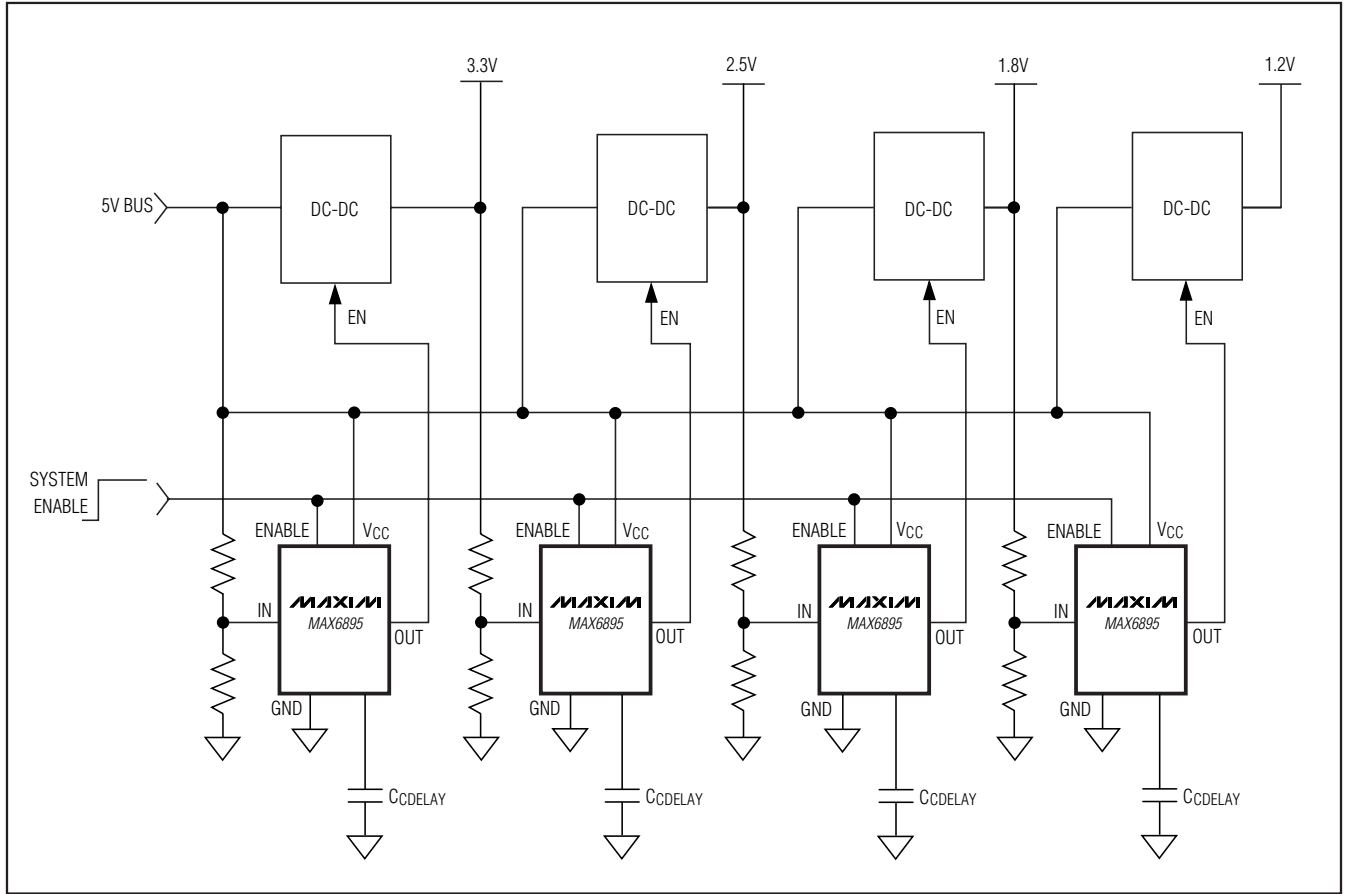 3.3V
2.5V
1.8V
1.2V
5V BUS
DC-DC
DC-DC
DC-DC
DC-DC
EN
EN
EN
EN
SYSTEM
ENABLE
ENABLE
VCC
ENABLE
VCC
ENABLE
VCC
ENABLE
VCC
IN
MAXIM
MAX6895
OUT
IN
MAXIM
MAX6895
OUT
IN
MAXIM
MAX6895
OUT
IN
MAXIM
MAX6895
OUT
GND
GND
GND
GND
CCDELAY
CCDELAY
CCDELAY
CCDELAY